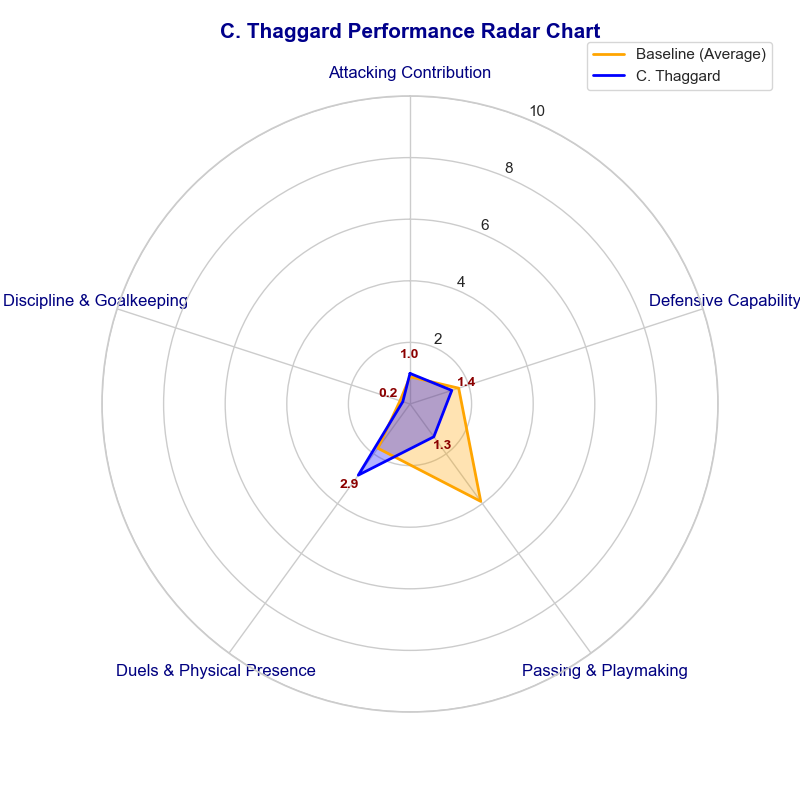 C. Thaggard Performance Radar Chart
Baseline (Average)
C. Thaggard
Attacking Contribution
10
8
6
4
2
Discipline & Goalkeeping
Defensive Capability
1.0
1.4
0.2
1.3
2.9
Duels & Physical Presence
Passing & Playmaking